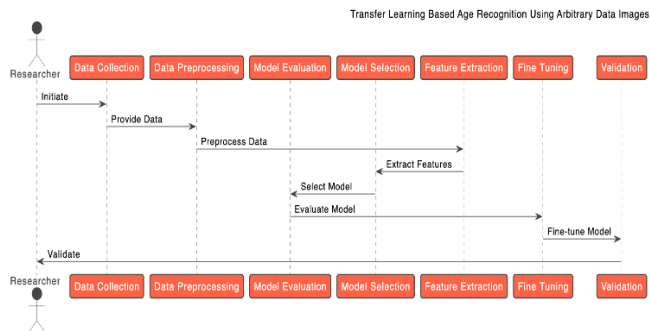 Transfer Learning Based Age Recognition Using Arbitrary Data Images
Researcher
Data Collection
Data Preprocessing
Model Evaluation
Model Selection
Feature Extraction
Fine Tuning
Validation
Initiate
Provide Data
Preprocess Data
Extract Features
Select Model
Evaluate Model
Fine-tune Model
Validate
Researcher
Data Collection
Data Preprocessing
Model Evaluation
Model Selection
Feature Extraction
Fine Tuning
Validation